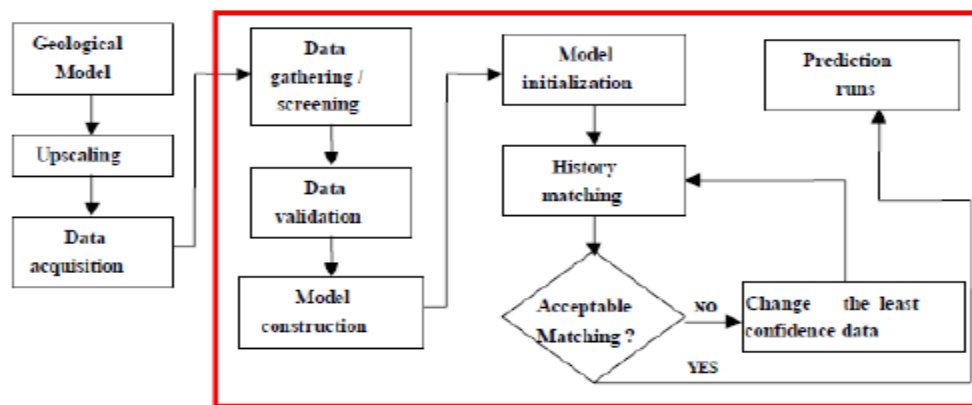 Geological
Model
Upscaling
Data
acquisition
Data
gathering /
screening
Data
validation
Model
construction
Model
initialization
History
matching
Acceptable
Matching ?
NO
YES
Change the least
confidence data
Prediction
runs